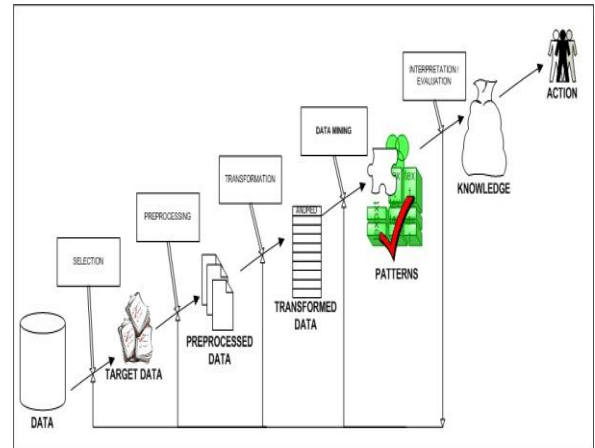 INTERPRETATION /
EVALUATION
ACTION
DATA MINING
KNOWLEDGE
TRANSFORMATION
PATTERNS
PREPROCESSING
TRANSFORMED
DATA
SELECTION
PREPROCESSED
DATA
TARGET DATA
DATA